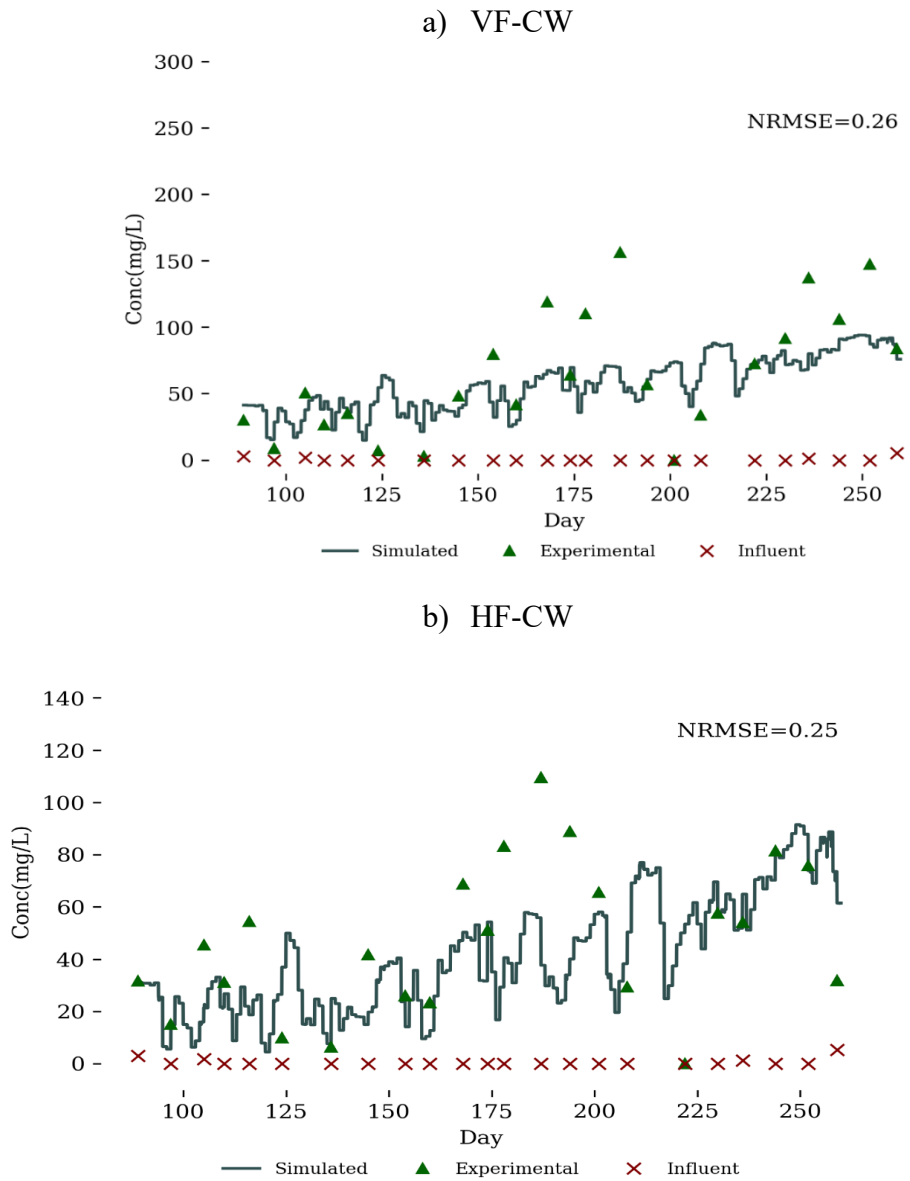 a) VF-CW
300
250
NRMSE=0.26
200
150
100
50
0
Conc(mg/L)
100 125 150 175 200 225 250
Day
Simulated Experimental Influent
b) HF-CW
140
NRMSE=0.25
120
100
80
60
40
20
0
Conc(mg/L)
100 125 150 175 200 225 250
Day
Simulated Experimental Influent